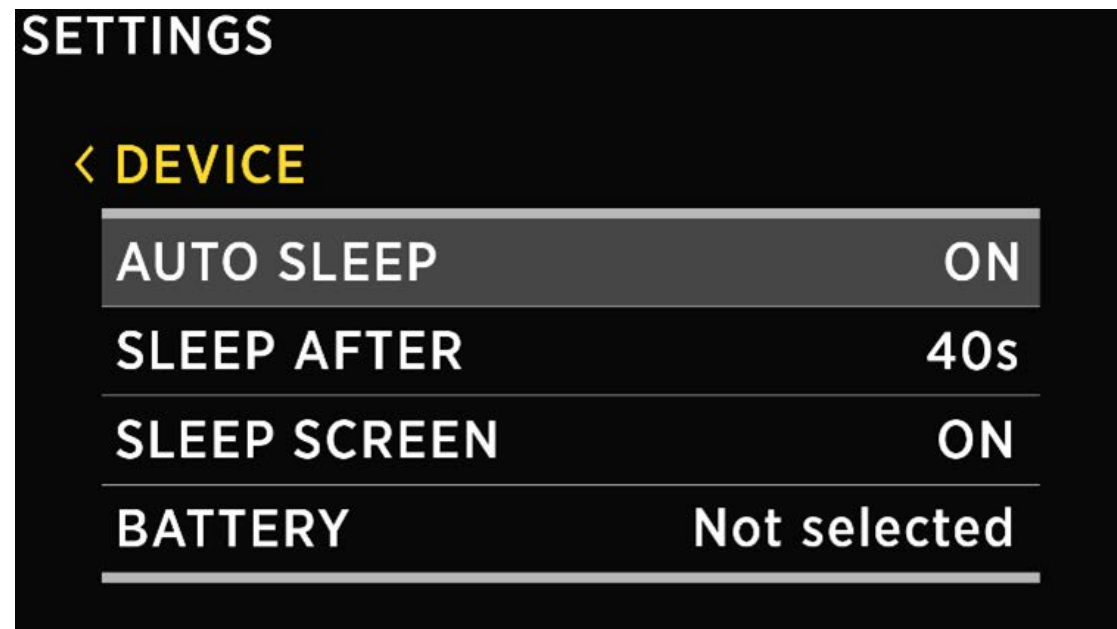 SETTINGS
< DEVICE
AUTO SLEEP ON
SLEEP AFTER 40s
SLEEP SCREEN ON
BATTERY Not selected